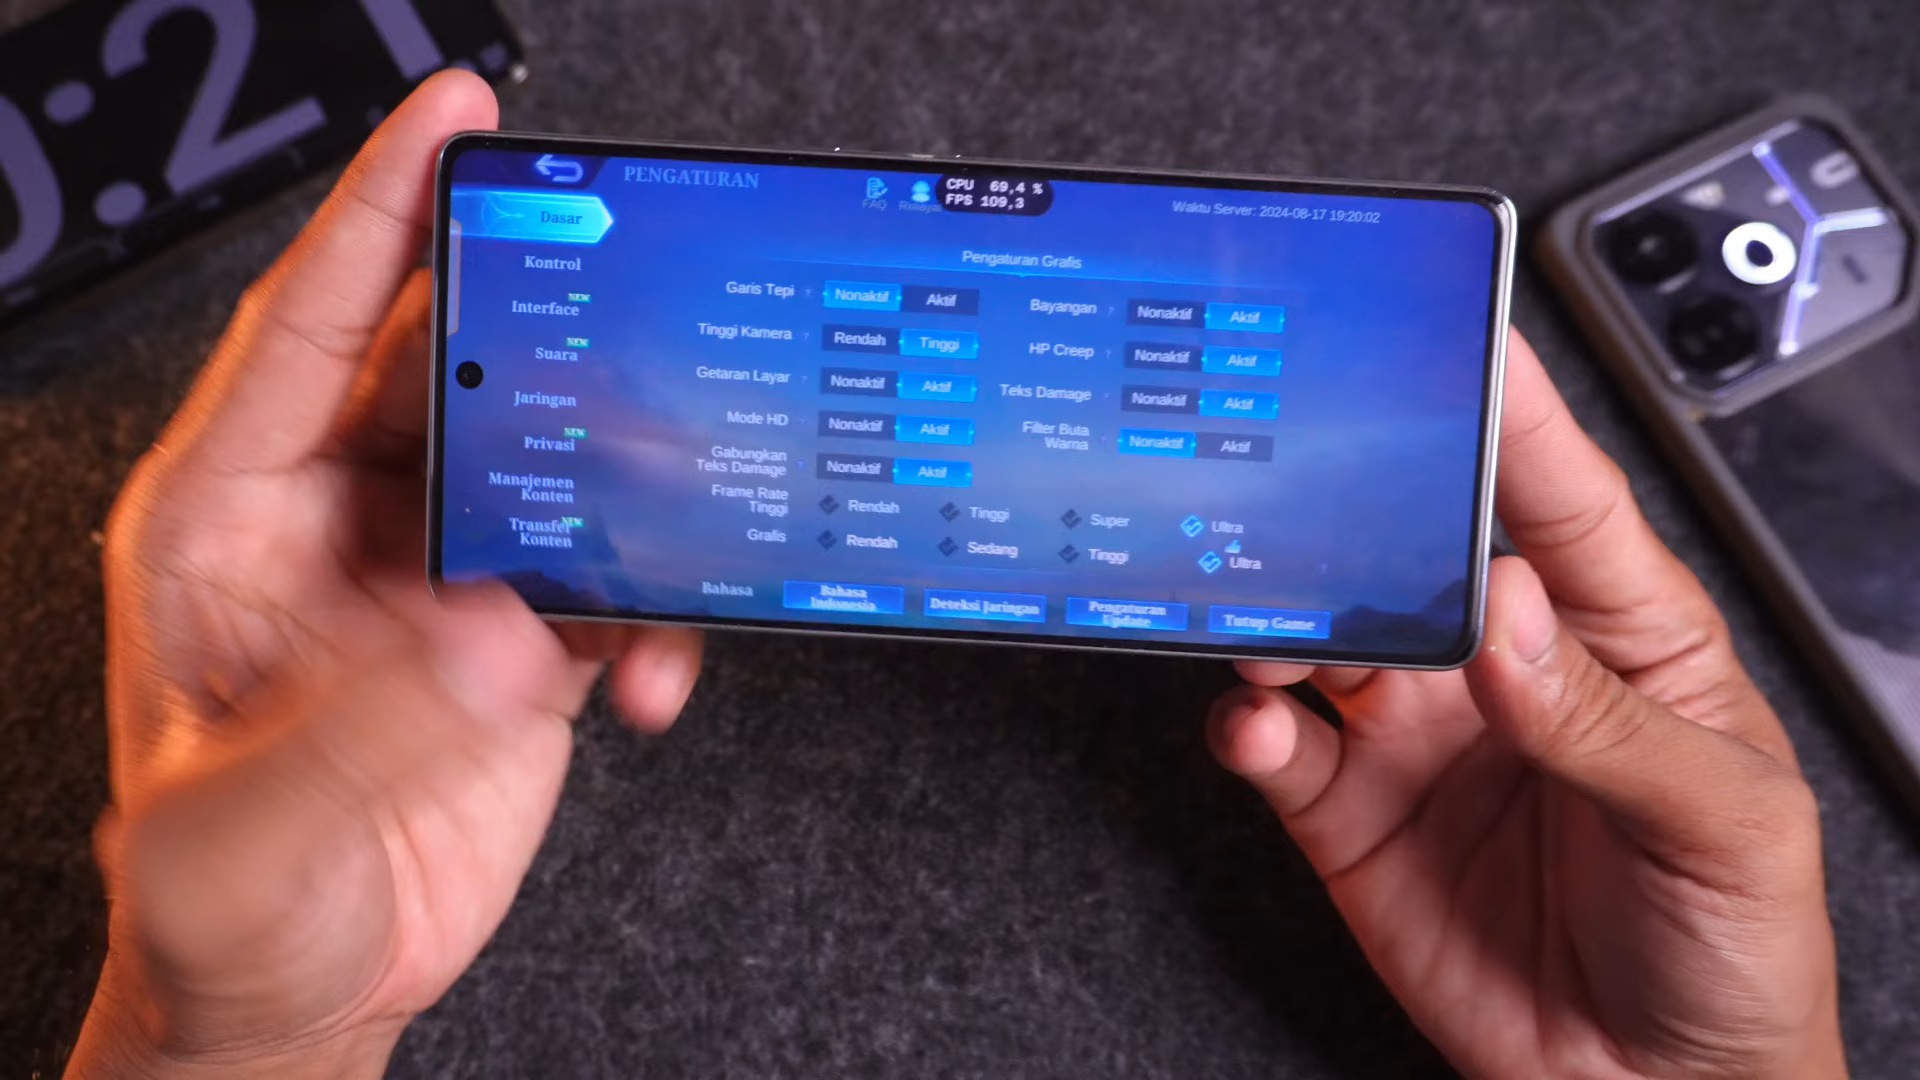 0:21
PENGATURAN
FAQ
CPU 69,4 %
FPS 109,3
Waktu Server: 2024-08-17 19:20:02
Dasar
Kontrol
Interface NEW
Suara NEW
Jaringan
Privasi NEW
Manajemen
Konten
Transfer NEW
Konten
Pengaturan Grafis
Garis Tepi Nonaktif Aktif
Bayangan Nonaktif Aktif
Tinggi Kamera Rendah Tinggi
HP Creep Nonaktif Aktif
Getaran Layar Nonaktif Aktif
Teks Damage Nonaktif Aktif
Mode HD Nonaktif Aktif
Filter Buta
Warna Nonaktif Aktif
Gabungkan
Teks Damage Nonaktif Aktif
Frame Rate
Tinggi Rendah Tinggi Super Ultra
Grafis Rendah Sedang Tinggi Ultra
Bahasa
Bahasa
Indonesia
Deteksi Jaringan
Pengaturan
Update
Tutup Game